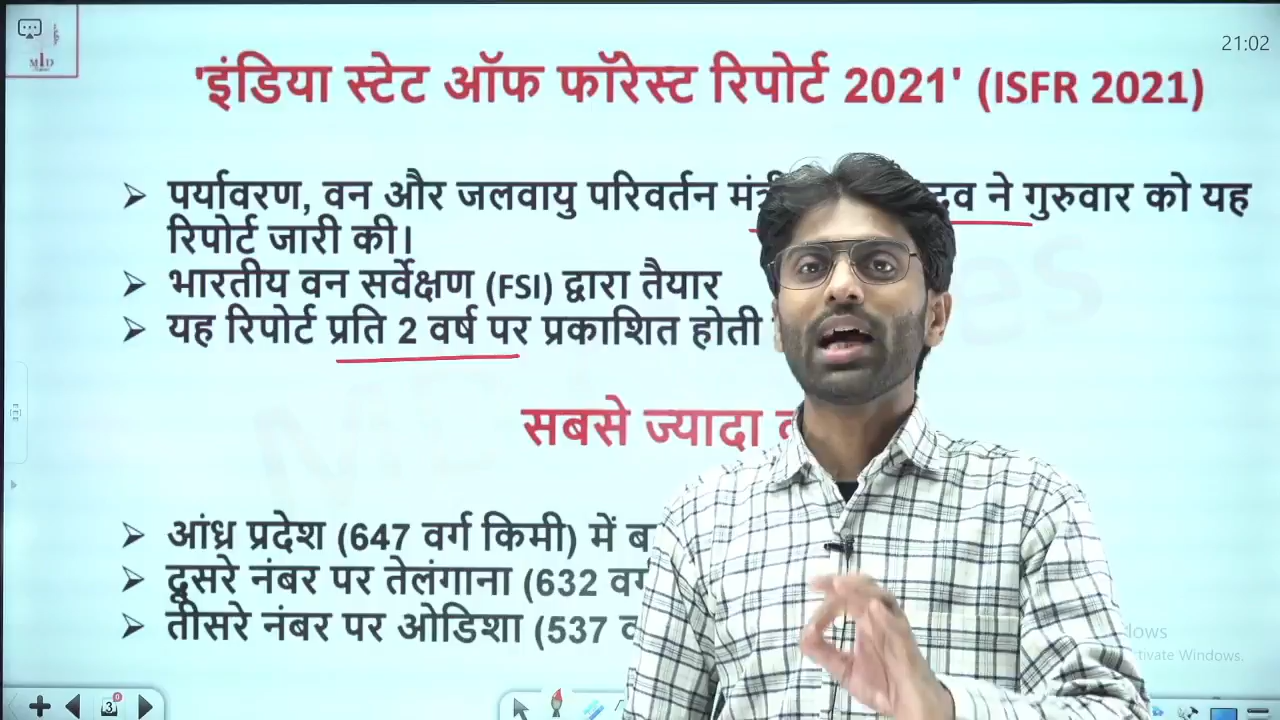 21:02
'इंडिया स्टेट ऑफ फॉरेस्ट रिपोर्ट 2021' (ISFR 2021)
➢ पर्यावरण, वन और जलवायु परिवर्तन ने गुरुवार को यह
रिपोर्ट जारी की।
➢ भारतीय वन सर्वेक्षण (FSI) द्वारा तैयार
➢ यह रिपोर्ट प्रति 2 वर्ष पर प्रकाशित होती
सबसे ज्यादा
➢ आंध्र प्रदेश (647 वर्ग किमी) में
➢ दूसरे नंबर पर तेलंगाना (632
➢ तीसरे नंबर पर ओडिशा (537
Windows.
3